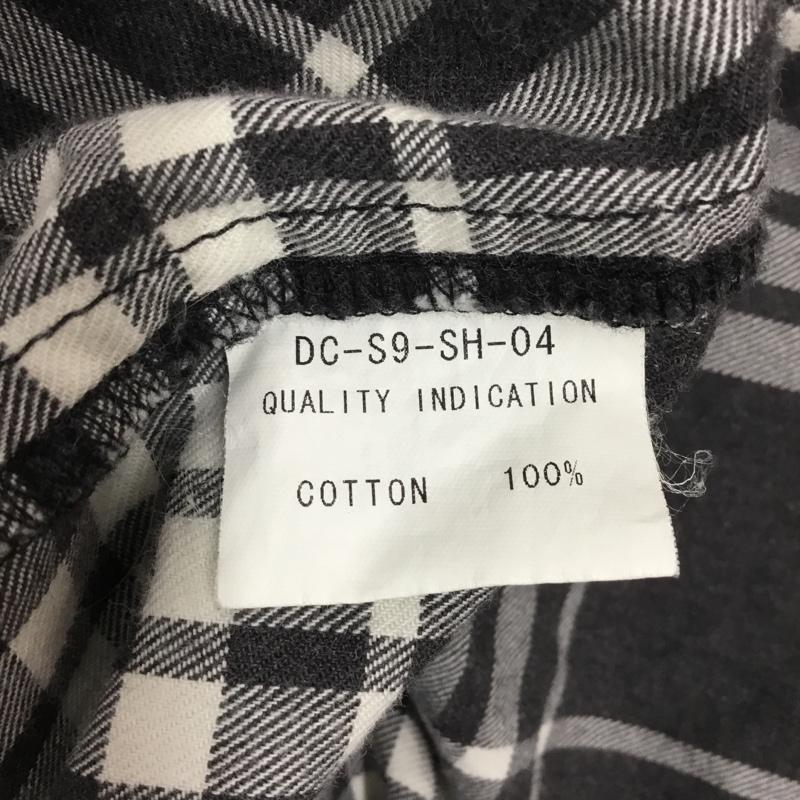 DC-S9-SH-04
QUALITY INDICATION
COTTON 100%